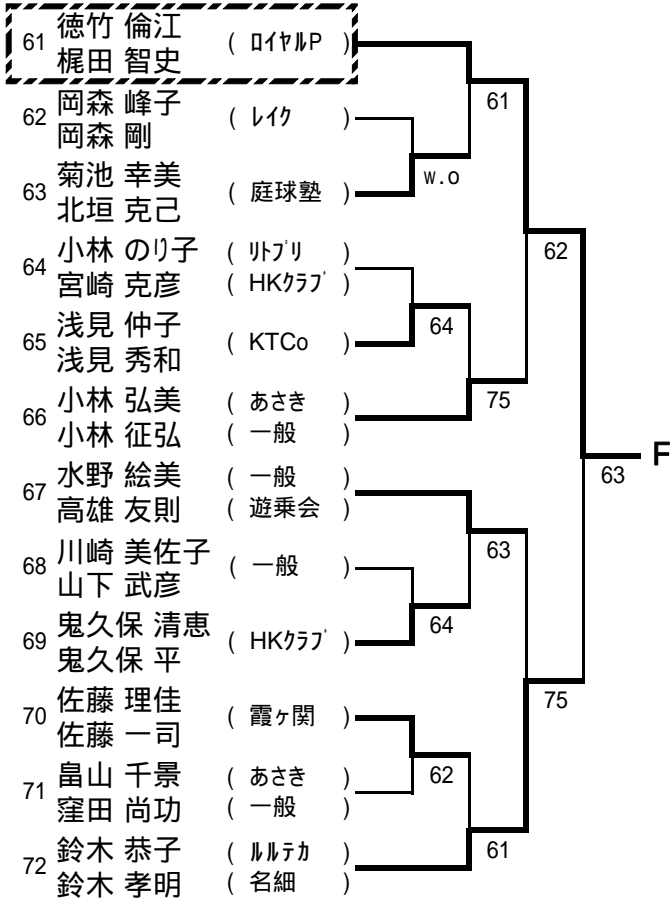 61 徳竹 倫江 ( ﾛｲﾔﾙP )
梶田 智史
62 岡森 峰子 ( ﾚｲｸ )
岡森 剛
63 菊池 幸美 ( 庭球塾 )
北垣 克己
64 小林 のり子 ( ﾘﾄﾌﾟﾘ )
宮崎 克彦 ( HKｸﾗﾌﾞ )
65 浅見 仲子 ( KTCo )
浅見 秀和
66 小林 弘美 ( あさき )
小林 征弘 ( 一般 )
67 水野 絵美 ( 一般 )
高雄 友則 ( 遊乗会 )
68 川崎 美佐子 ( 一般 )
山下 武彦
69 鬼久保 清恵 ( HKｸﾗﾌﾞ )
鬼久保 平
70 佐藤 理佳 ( 霞ヶ関 )
佐藤 一司
71 畠山 千景 ( あさき )
窪田 尚功 ( 一般 )
72 鈴木 恭子 ( ﾙﾙﾃｶ )
鈴木 孝明 ( 名細 )
w.o
64
64
62
61
75
63
61
62
75
63
F